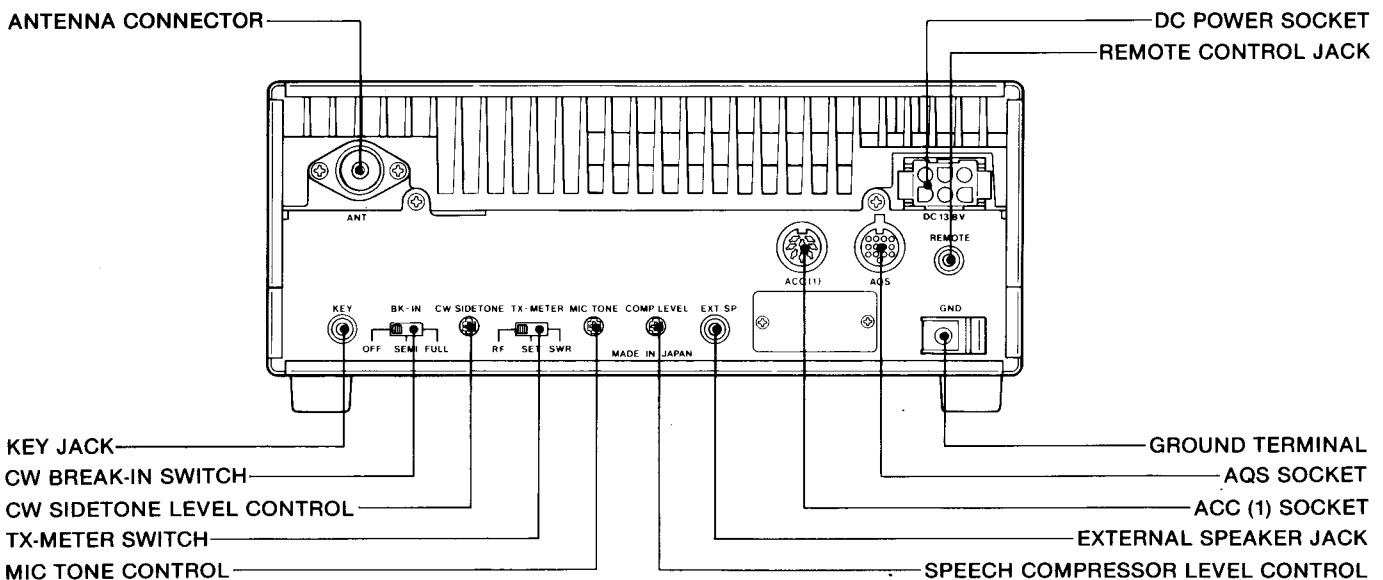 ANTENNA CONNECTOR
DC POWER SOCKET
REMOTE CONTROL JACK
ANT
DC 13.8V
REMOTE
ACC(1)
AQS
GND
KEY
BK-IN
CW SIDETONE
TX-METER
MIC TONE
COMP LEVEL
EXT SP
OFF SEMI FULL
RF SET SWR
MADE IN JAPAN
KEY JACK
CW BREAK-IN SWITCH
CW SIDETONE LEVEL CONTROL
TX-METER SWITCH
MIC TONE CONTROL
GROUND TERMINAL
AQS SOCKET
ACC (1) SOCKET
EXTERNAL SPEAKER JACK
SPEECH COMPRESSOR LEVEL CONTROL